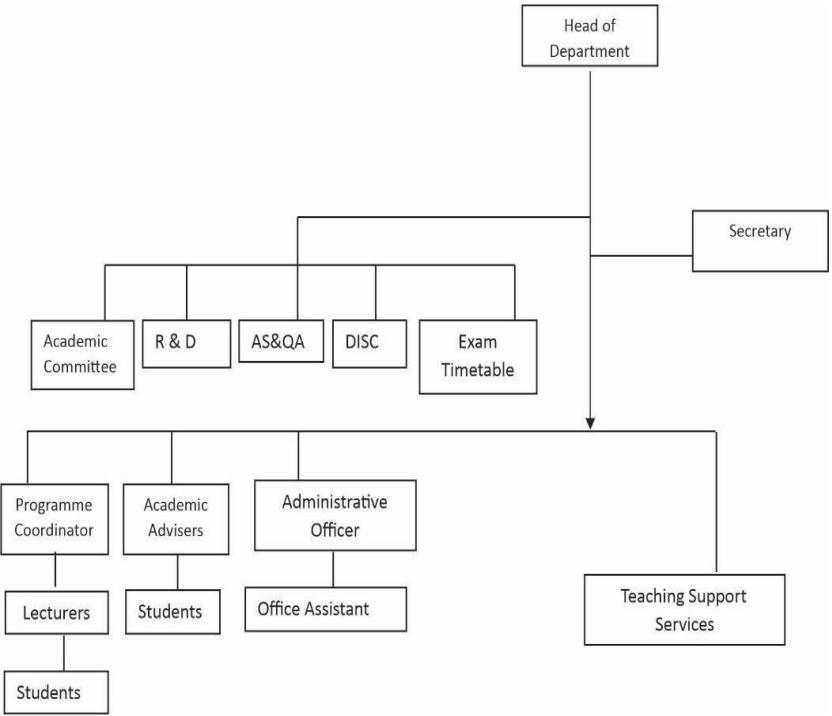 Head of
Department
Secretary
Academic
Committee
R & D
AS&QA
DISC
Exam
Timetable
Programme
Coordinator
Academic
Advisers
Administrative
Officer
Lecturers
Students
Office Assistant
Teaching Support
Services
Students